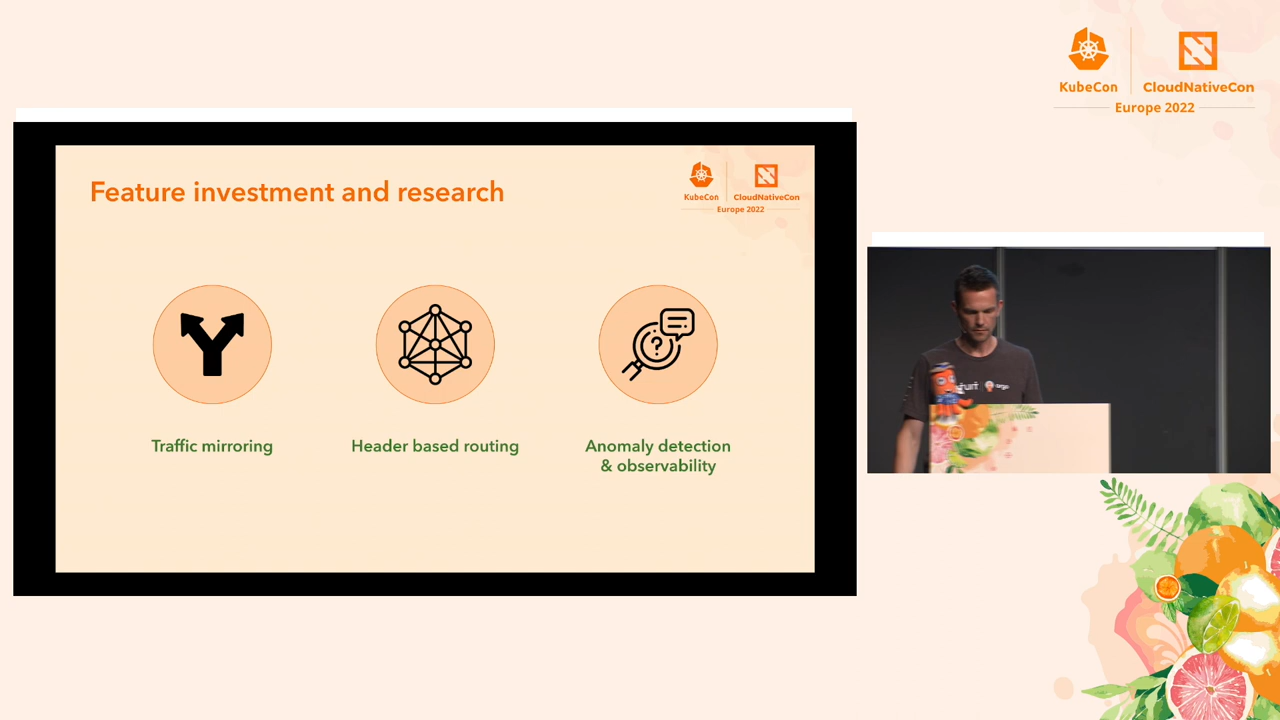 KubeCon
CloudNativeCon
Europe 2022
Feature investment and research
KubeCon
CloudNativeCon
Europe 2022
Traffic mirroring
Header based routing
Anomaly detection
& observability
argo